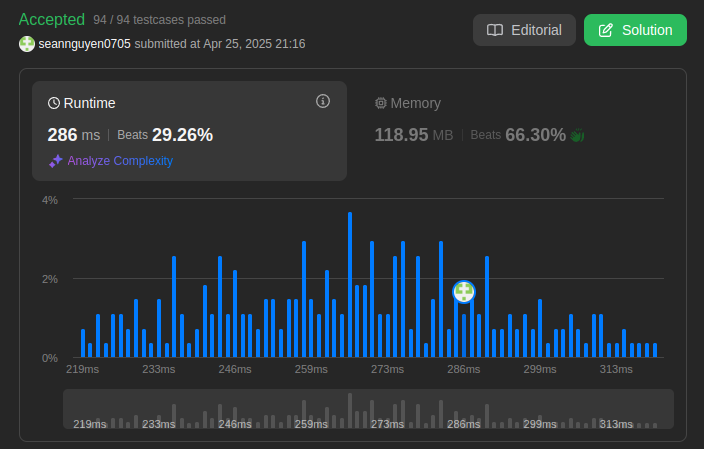 Accepted 94 / 94 testcases passed
seannguyen0705 submitted at Apr 25, 2025 21:16
Editorial
Solution
Runtime
286 ms | Beats 29.26%
Analyze Complexity
Memory
118.95 MB | Beats 66.30%
4%
2%
0%
219ms 233ms 246ms 259ms 273ms 286ms 299ms 313ms
219ms 233ms 246ms 259ms 273ms 286ms 299ms 313ms